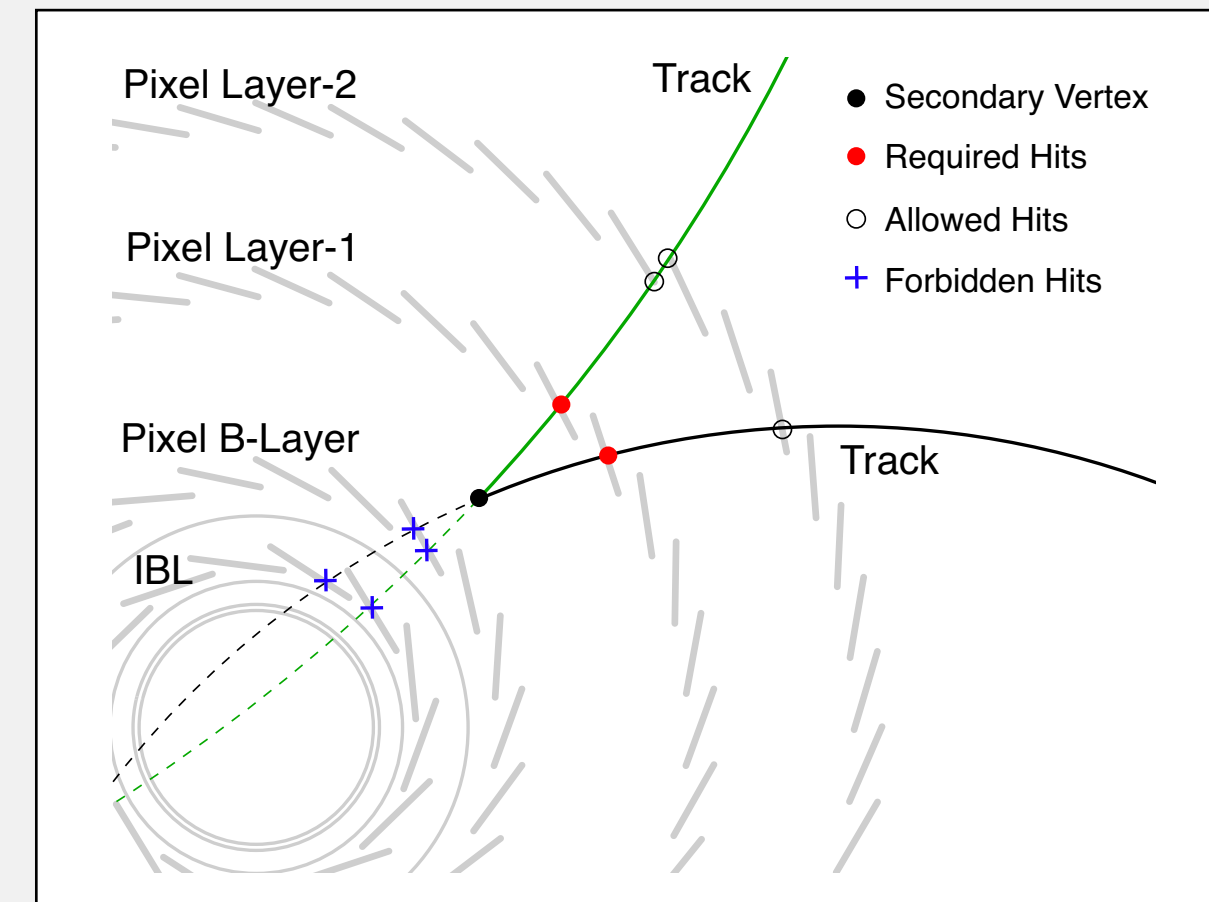 Pixel Layer-2
Track
Secondary Vertex
Required Hits
Allowed Hits
Forbidden Hits
Pixel Layer-1
Pixel B-Layer
Track
IBL